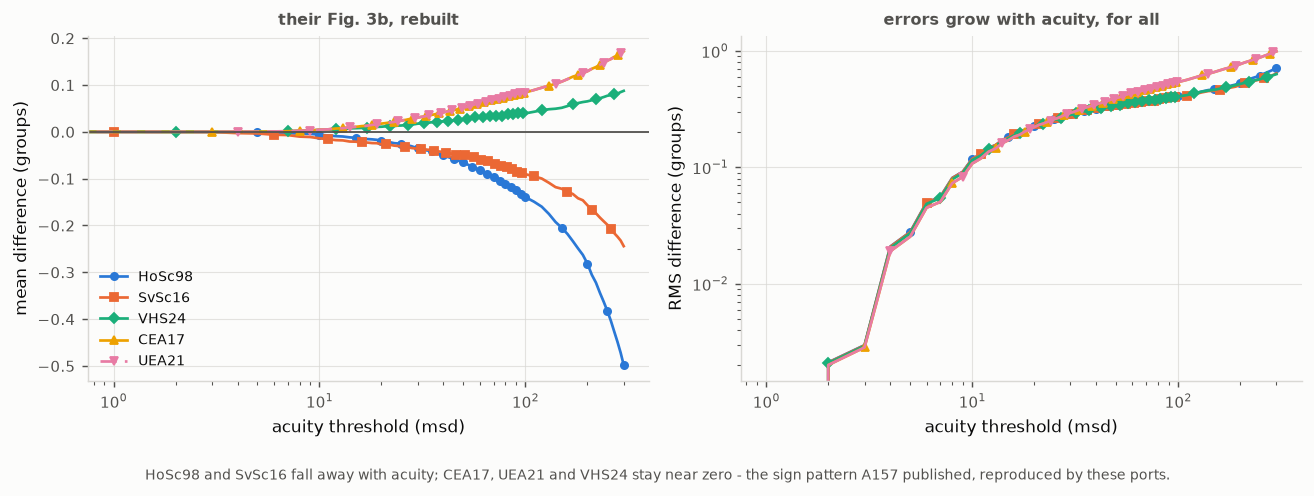 their Fig. 3b, rebuilt
mean difference (groups)
0.2
0.1
0.0
−0.1
−0.2
−0.3
−0.4
−0.5
HoSc98
SvSc16
VHS24
CEA17
UEA21
10⁰
10¹
10²
acuity threshold (msd)
errors grow with acuity, for all
RMS difference (groups)
10⁰
10⁻¹
10⁻²
10⁰
10¹
10²
acuity threshold (msd)
HoSc98 and SvSc16 fall away with acuity; CEA17, UEA21 and VHS24 stay near zero - the sign pattern A157 published, reproduced by these ports.